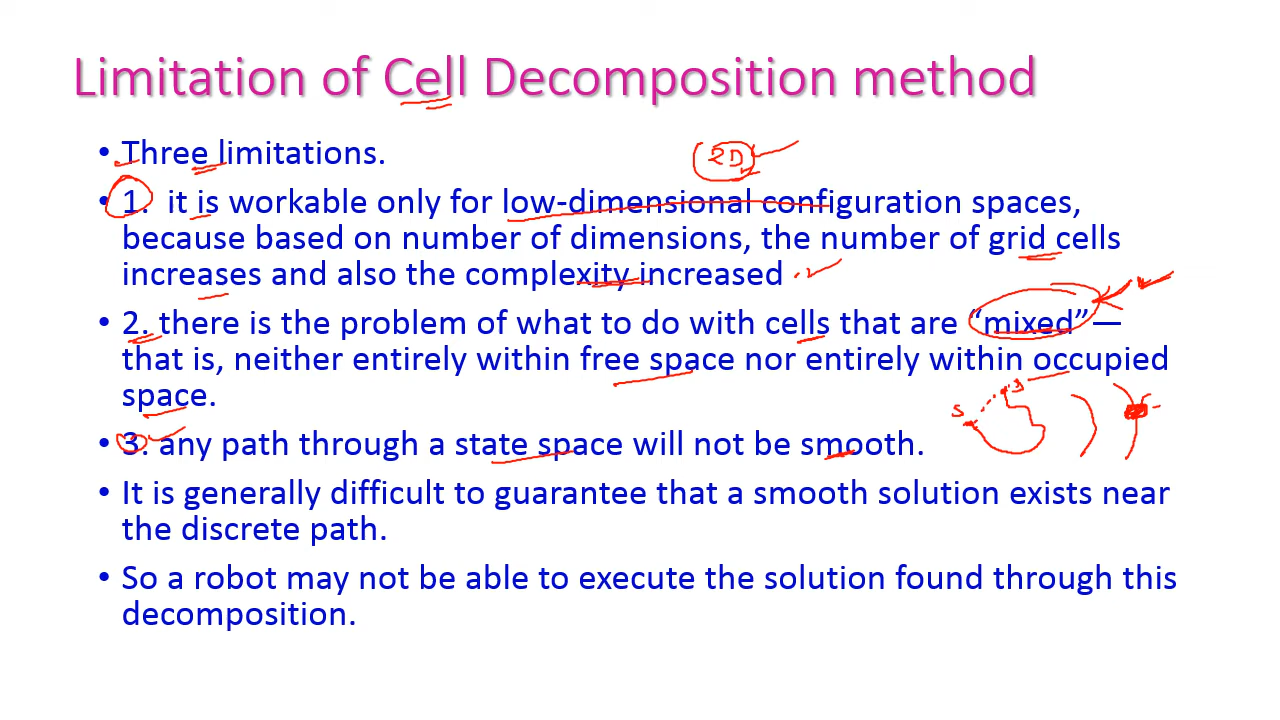 Limitation of Cell Decomposition method
• Three limitations.
2D
• 1. it is workable only for low-dimensional configuration spaces,
because based on number of dimensions, the number of grid cells
increases and also the complexity increased
• 2. there is the problem of what to do with cells that are “mixed”—
that is, neither entirely within free space nor entirely within occupied
space.
S
g
• 3. any path through a state space will not be smooth.
• It is generally difficult to guarantee that a smooth solution exists near
the discrete path.
• So a robot may not be able to execute the solution found through this
decomposition.